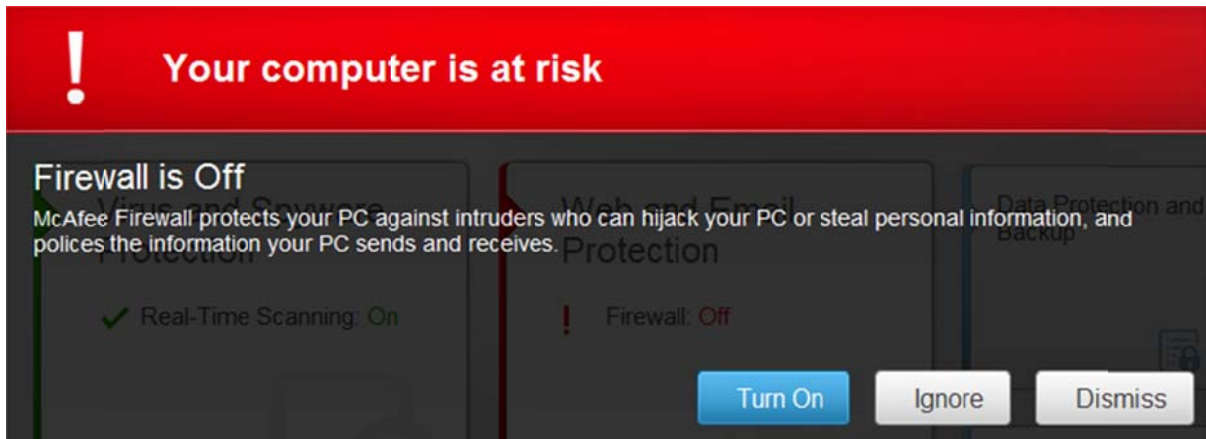 !
Your computer is at risk
Firewall is Off
McAfee Firewall protects your PC against intruders who can hijack your PC or steal personal information, and
polices the information your PC sends and receives.
Virus and Spyware
Protection
Real-Time Scanning: On
Web and Email
Protection
! Firewall: Off
Data Protection and
Backup
Turn On
Ignore
Dismiss